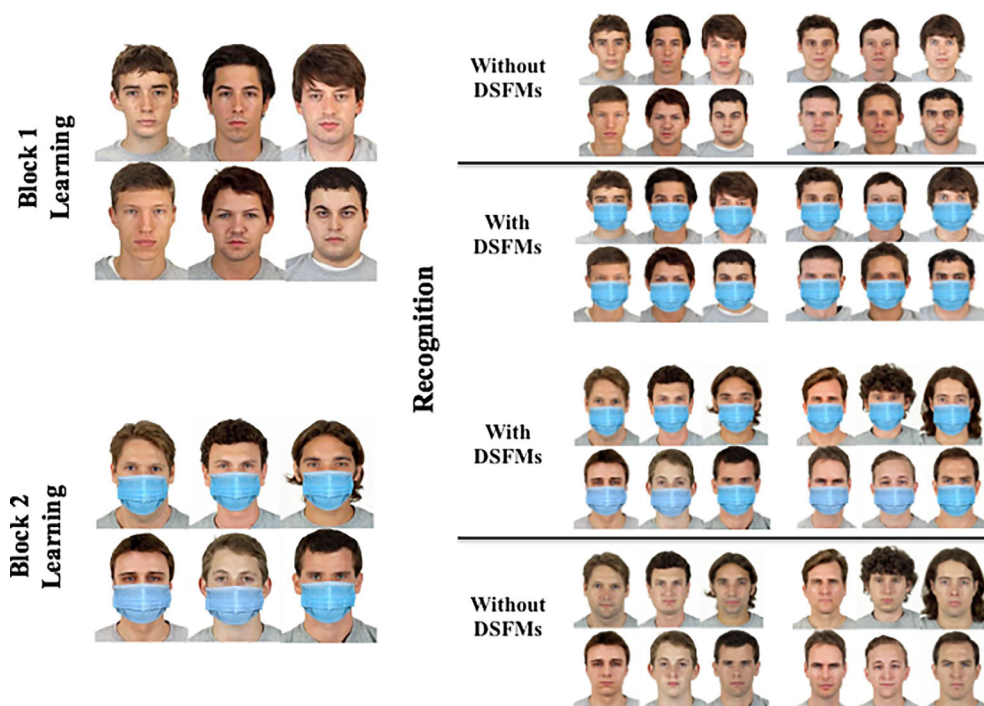 Block 1
Learning
Block 2
Learning
Recognition
Without
DSFMs
With
DSFMs
With
DSFMs
Without
DSFMs